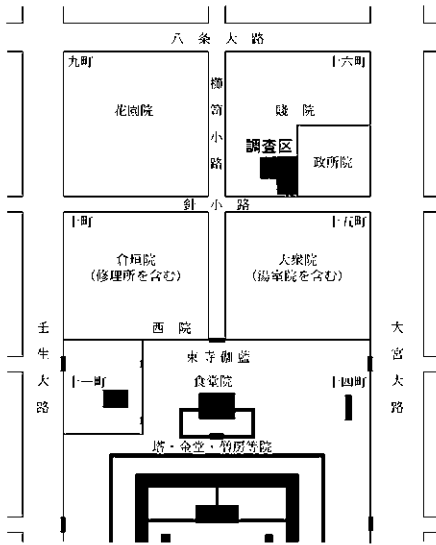 八条大路
九町
十六町
櫛笥小路
花園院
賤院
調査区
政所院
針小路
十町
十五町
倉垣院
(修理所を含む)
大衆院
(湯室院を含む)
壬生大路
大宮大路
西院
東寺伽藍
十一町
食堂院
十四町
塔・金堂・僧房等院